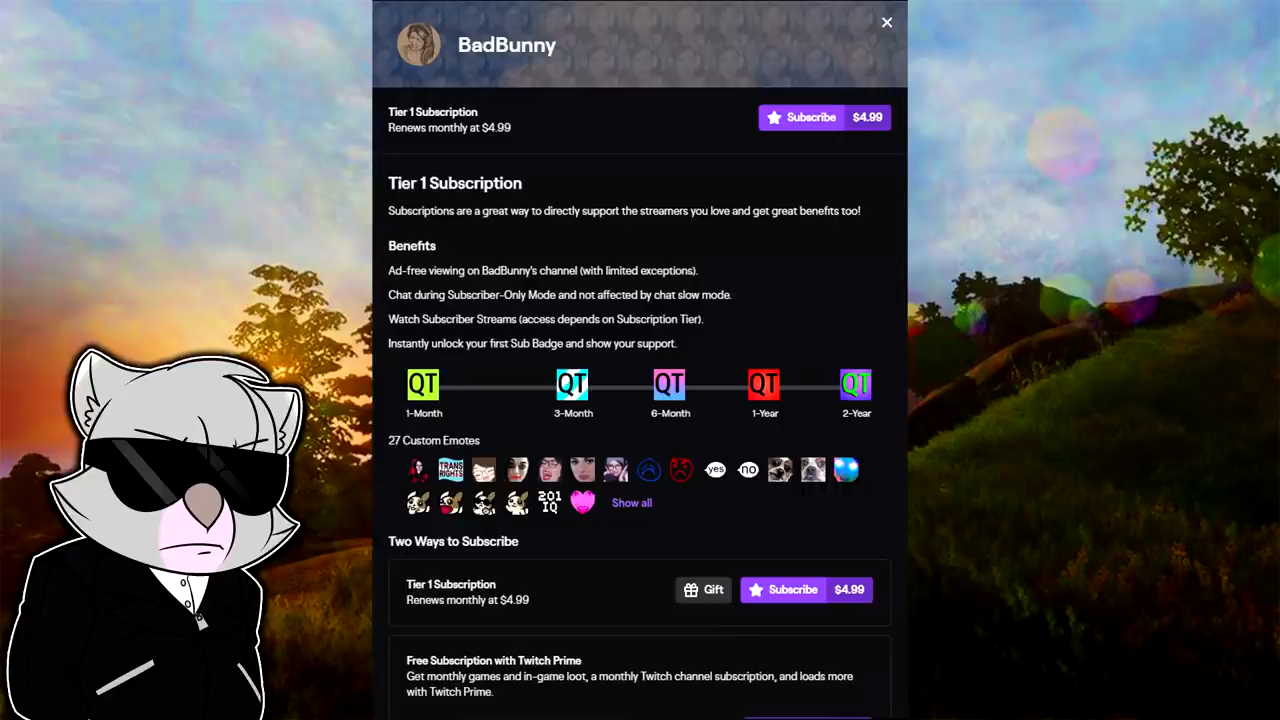 BadBunny
Tier 1 Subscription
Renews monthly at $4.99
Subscribe $4.99
Tier 1 Subscription
Subscriptions are a great way to directly support the streamers you love and get great benefits too!
Benefits
Ad-free viewing on BadBunny's channel (with limited exceptions).
Chat during Subscriber-Only Mode and not affected by chat slow mode.
Watch Subscriber Streams (access depends on Subscription Tier).
Instantly unlock your first Sub Badge and show your support.
QT QT QT QT QT
1-Month 3-Month 6-Month 1-Year 2-Year
27 Custom Emotes
TRANS RIGHTS yes no
201 IQ Show all
Two Ways to Subscribe
Tier 1 Subscription
Renews monthly at $4.99
Gift Subscribe $4.99
Free Subscription with Twitch Prime
Get monthly games and in-game loot, a monthly Twitch channel subscription, and loads more
with Twitch Prime.